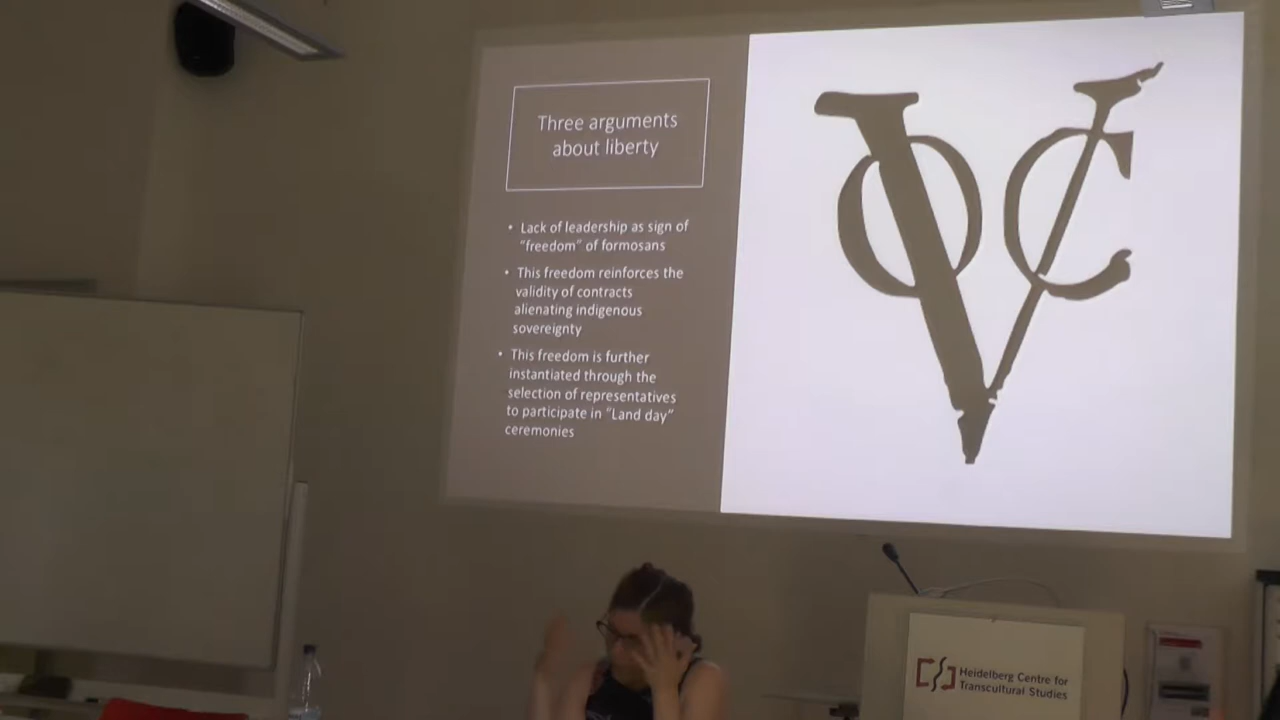 Three arguments
about liberty
• Lack of leadership as sign of
"freedom" of formosans
• This freedom reinforces the
validity of contracts
alienating indigenous
sovereignty
• This freedom is further
instantiated through the
selection of representatives
to participate in "Land day"
ceremonies
VOC
Heidelberg Centre for
Transcultural Studies